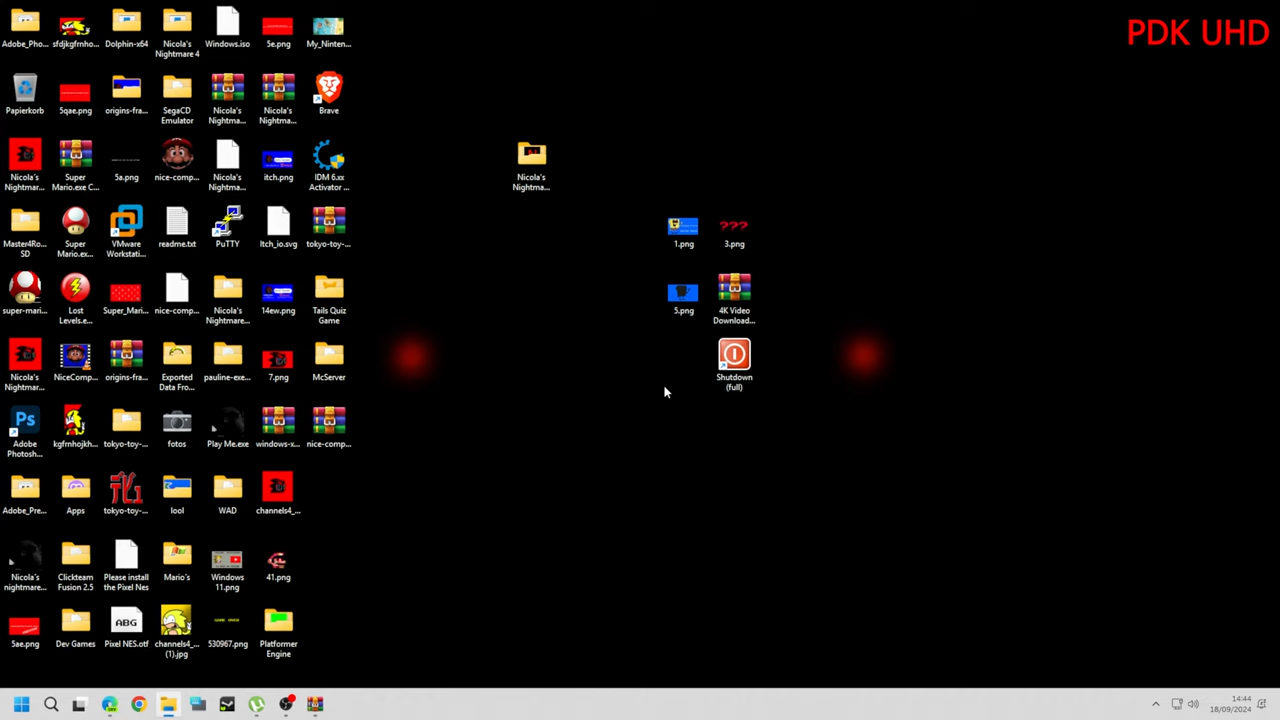 PDK UHD
Adobe_Pho...
sfdjkgfrnho...
Dolphin-x64
Nicola's
Nightmare 4
Windows.iso
5e.png
My_Ninten...
Papierkorb
5qae.png
origins-fra...
SegaCD
Emulator
Nicola's
Nightma...
Nicola's
Nightma...
Brave
Nicola´s
Nightmar...
Super
Mario.exe C...
5a.png
nice-comp...
Nicola's
Nightma...
itch.png
IDM 6.xx
Activator ...
Nicola's
Nightma...
Master4Ro...
SD
Super
Mario.ex...
VMware
Workstati...
readme.txt
PuTTY
Itch_io.svg
tokyo-toy-...
1.png
???
3.png
super-mari...
Lost
Levels.e...
Super_Mari...
nice-comp...
Nicola's
Nightmare...
14ew.png
Tails Quiz
Game
5.png
4K Video
Download...
Nicola´s
Nightmar...
NiceComp...
origins-fra...
Exported
Data Fro...
pauline-exe...
7.png
McServer
Shutdown
(full)
Ps
Adobe
Photosh...
kgfrnhojkh...
tokyo-toy-...
fotos
Play Me.exe
windows-x...
nice-comp...
Adobe_Pre...
Apps
tokyo-toy-...
lool
WAD
channels4_...
Nicola´s
nightmare...
Clickteam
Fusion 2.5
Please install
the Pixel Nes
Mario´s
Windows
11.png
41.png
5ae.png
Dev Games
ABG
Pixel NES.otf
channels4_...
(1).jpg
GAME OVER
530967.png
Platformer
Engine
14:44
18/09/2024